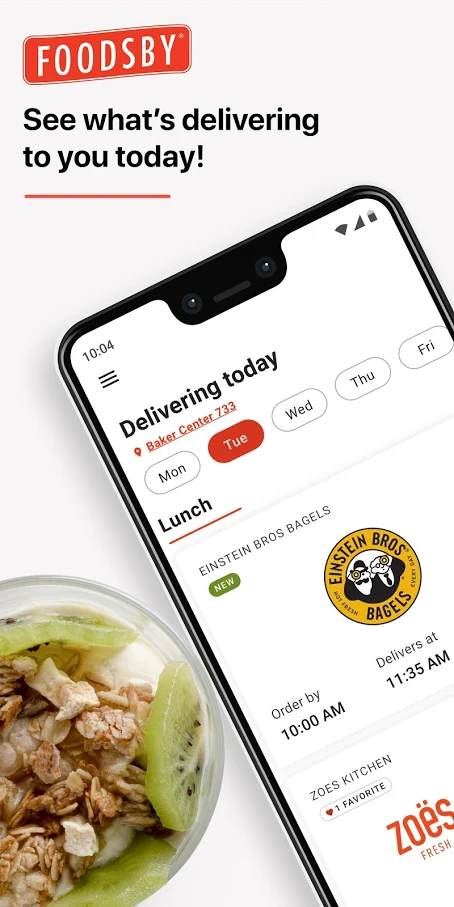 FOODSBY®
See what's delivering
to you today!
10:04
Delivering today
Baker Center 733
Mon
Tue
Wed
Thu
Fri
Lunch
EINSTEIN BROS BAGELS
NEW
EINSTEIN BROS®
BAGELS
HOT FRESH
EVERY DAY
Order by
10:00 AM
Delivers at
11:35 AM
ZOES KITCHEN
1 FAVORITE
zoës
FRESH